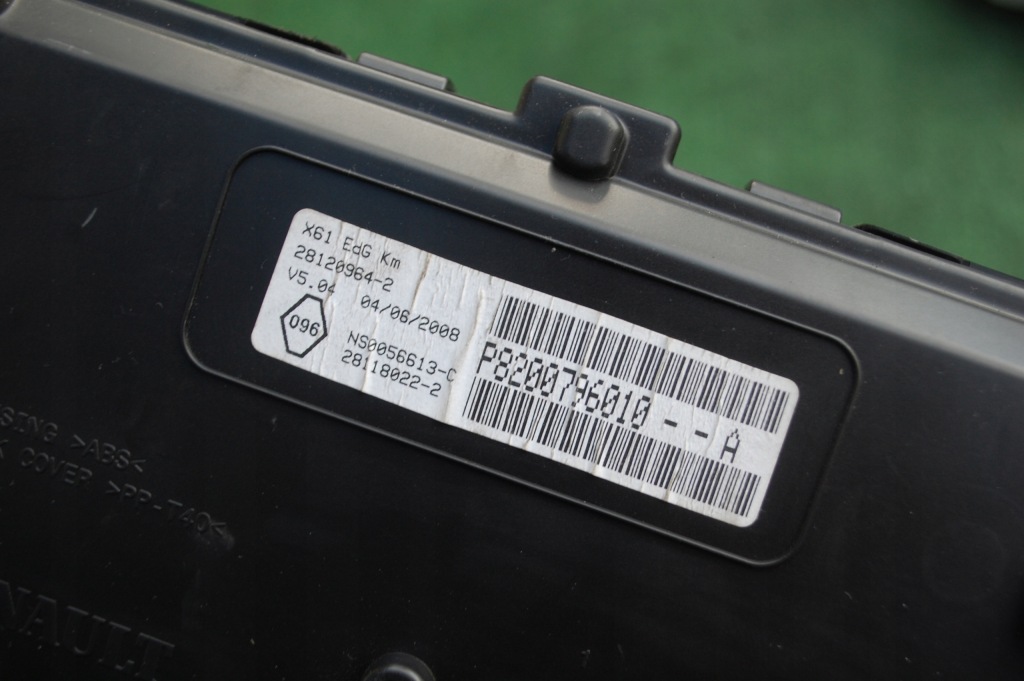 X61 EdG Km
28120964-2
V5.04 04/06/2008
096
NS0056613-C
28118022-2
P8200796010--A
SING >ABS<
COVER >PP-T40<
NAULT